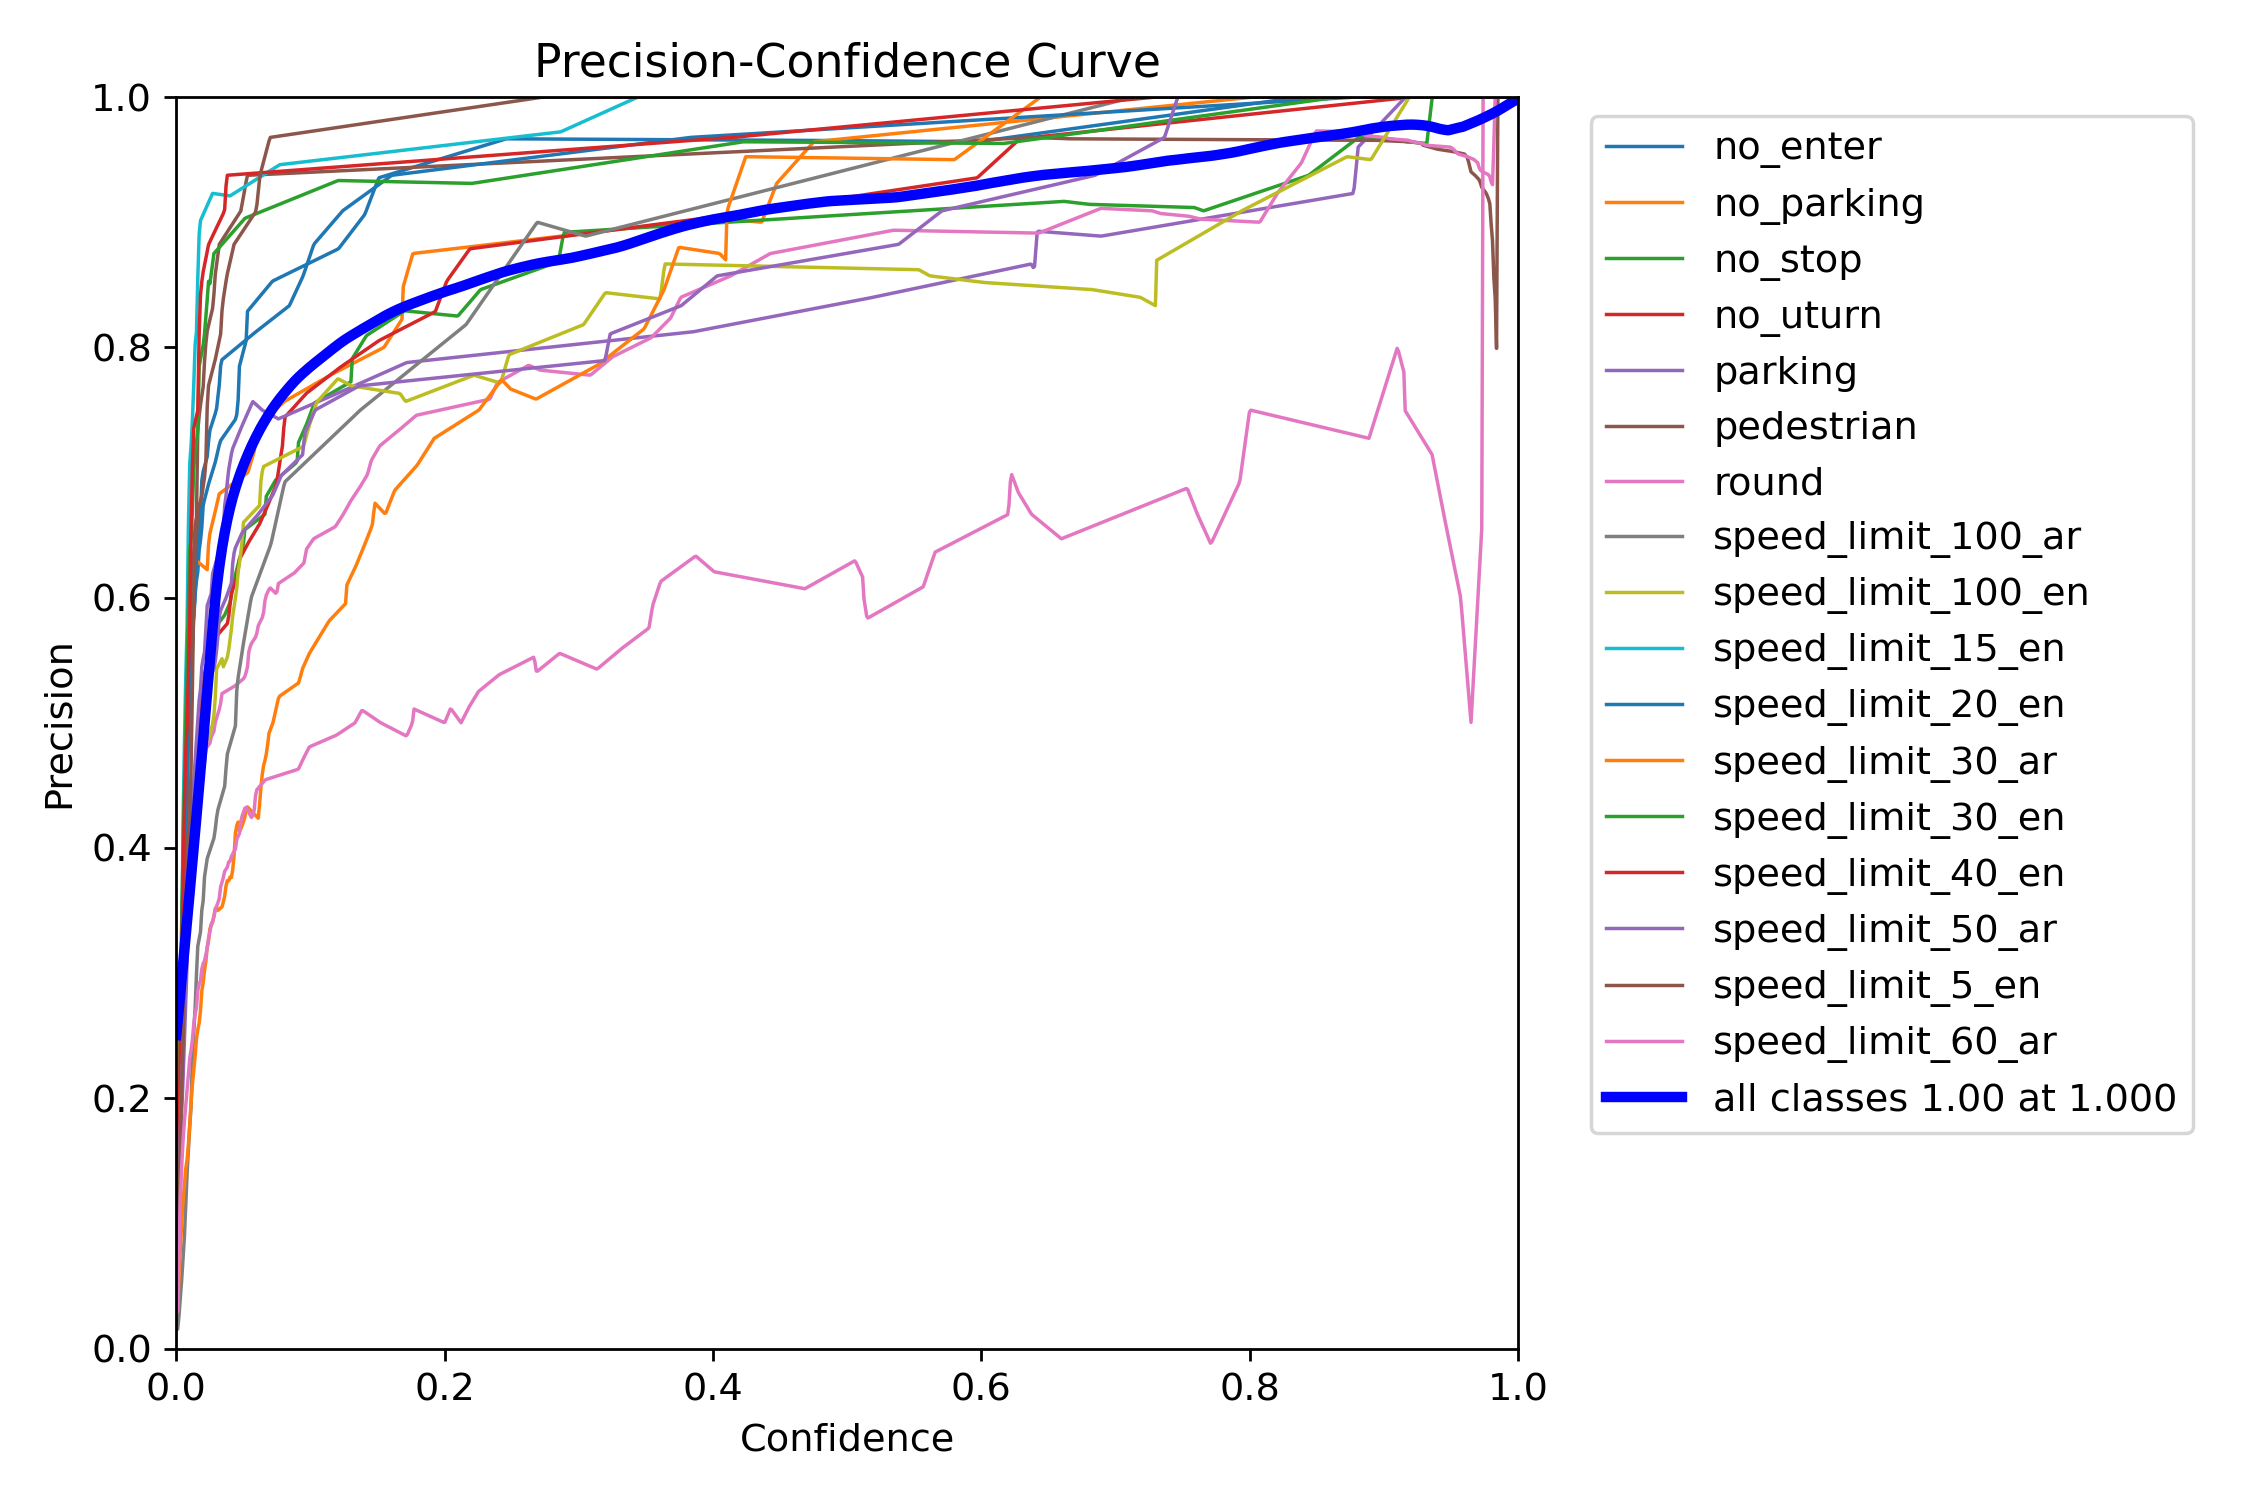 Precision-Confidence Curve
1.0
0.8
0.6
0.4
0.2
0.0
Precision
0.0 0.2 0.4 0.6 0.8 1.0
Confidence
no_enter
no_parking
no_stop
no_uturn
parking
pedestrian
round
speed_limit_100_ar
speed_limit_100_en
speed_limit_15_en
speed_limit_20_en
speed_limit_30_ar
speed_limit_30_en
speed_limit_40_en
speed_limit_50_ar
speed_limit_5_en
speed_limit_60_ar
all classes 1.00 at 1.000